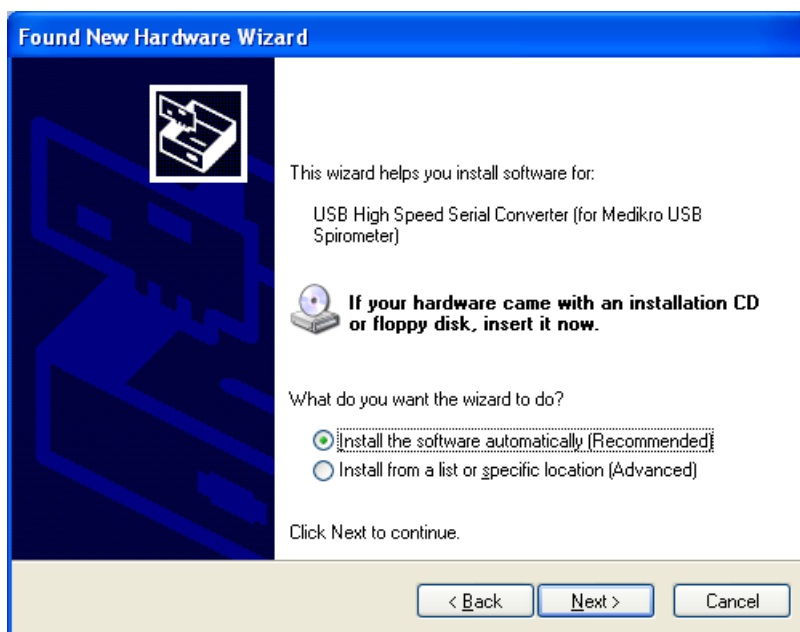 Found New Hardware Wizard
This wizard helps you install software for:
USB High Speed Serial Converter (for Medikro USB
Spirometer)
If your hardware came with an installation CD
or floppy disk, insert it now.
What do you want the wizard to do?
Install the software automatically (Recommended)
Install from a list or specific location (Advanced)
Click Next to continue.
< Back Next > Cancel